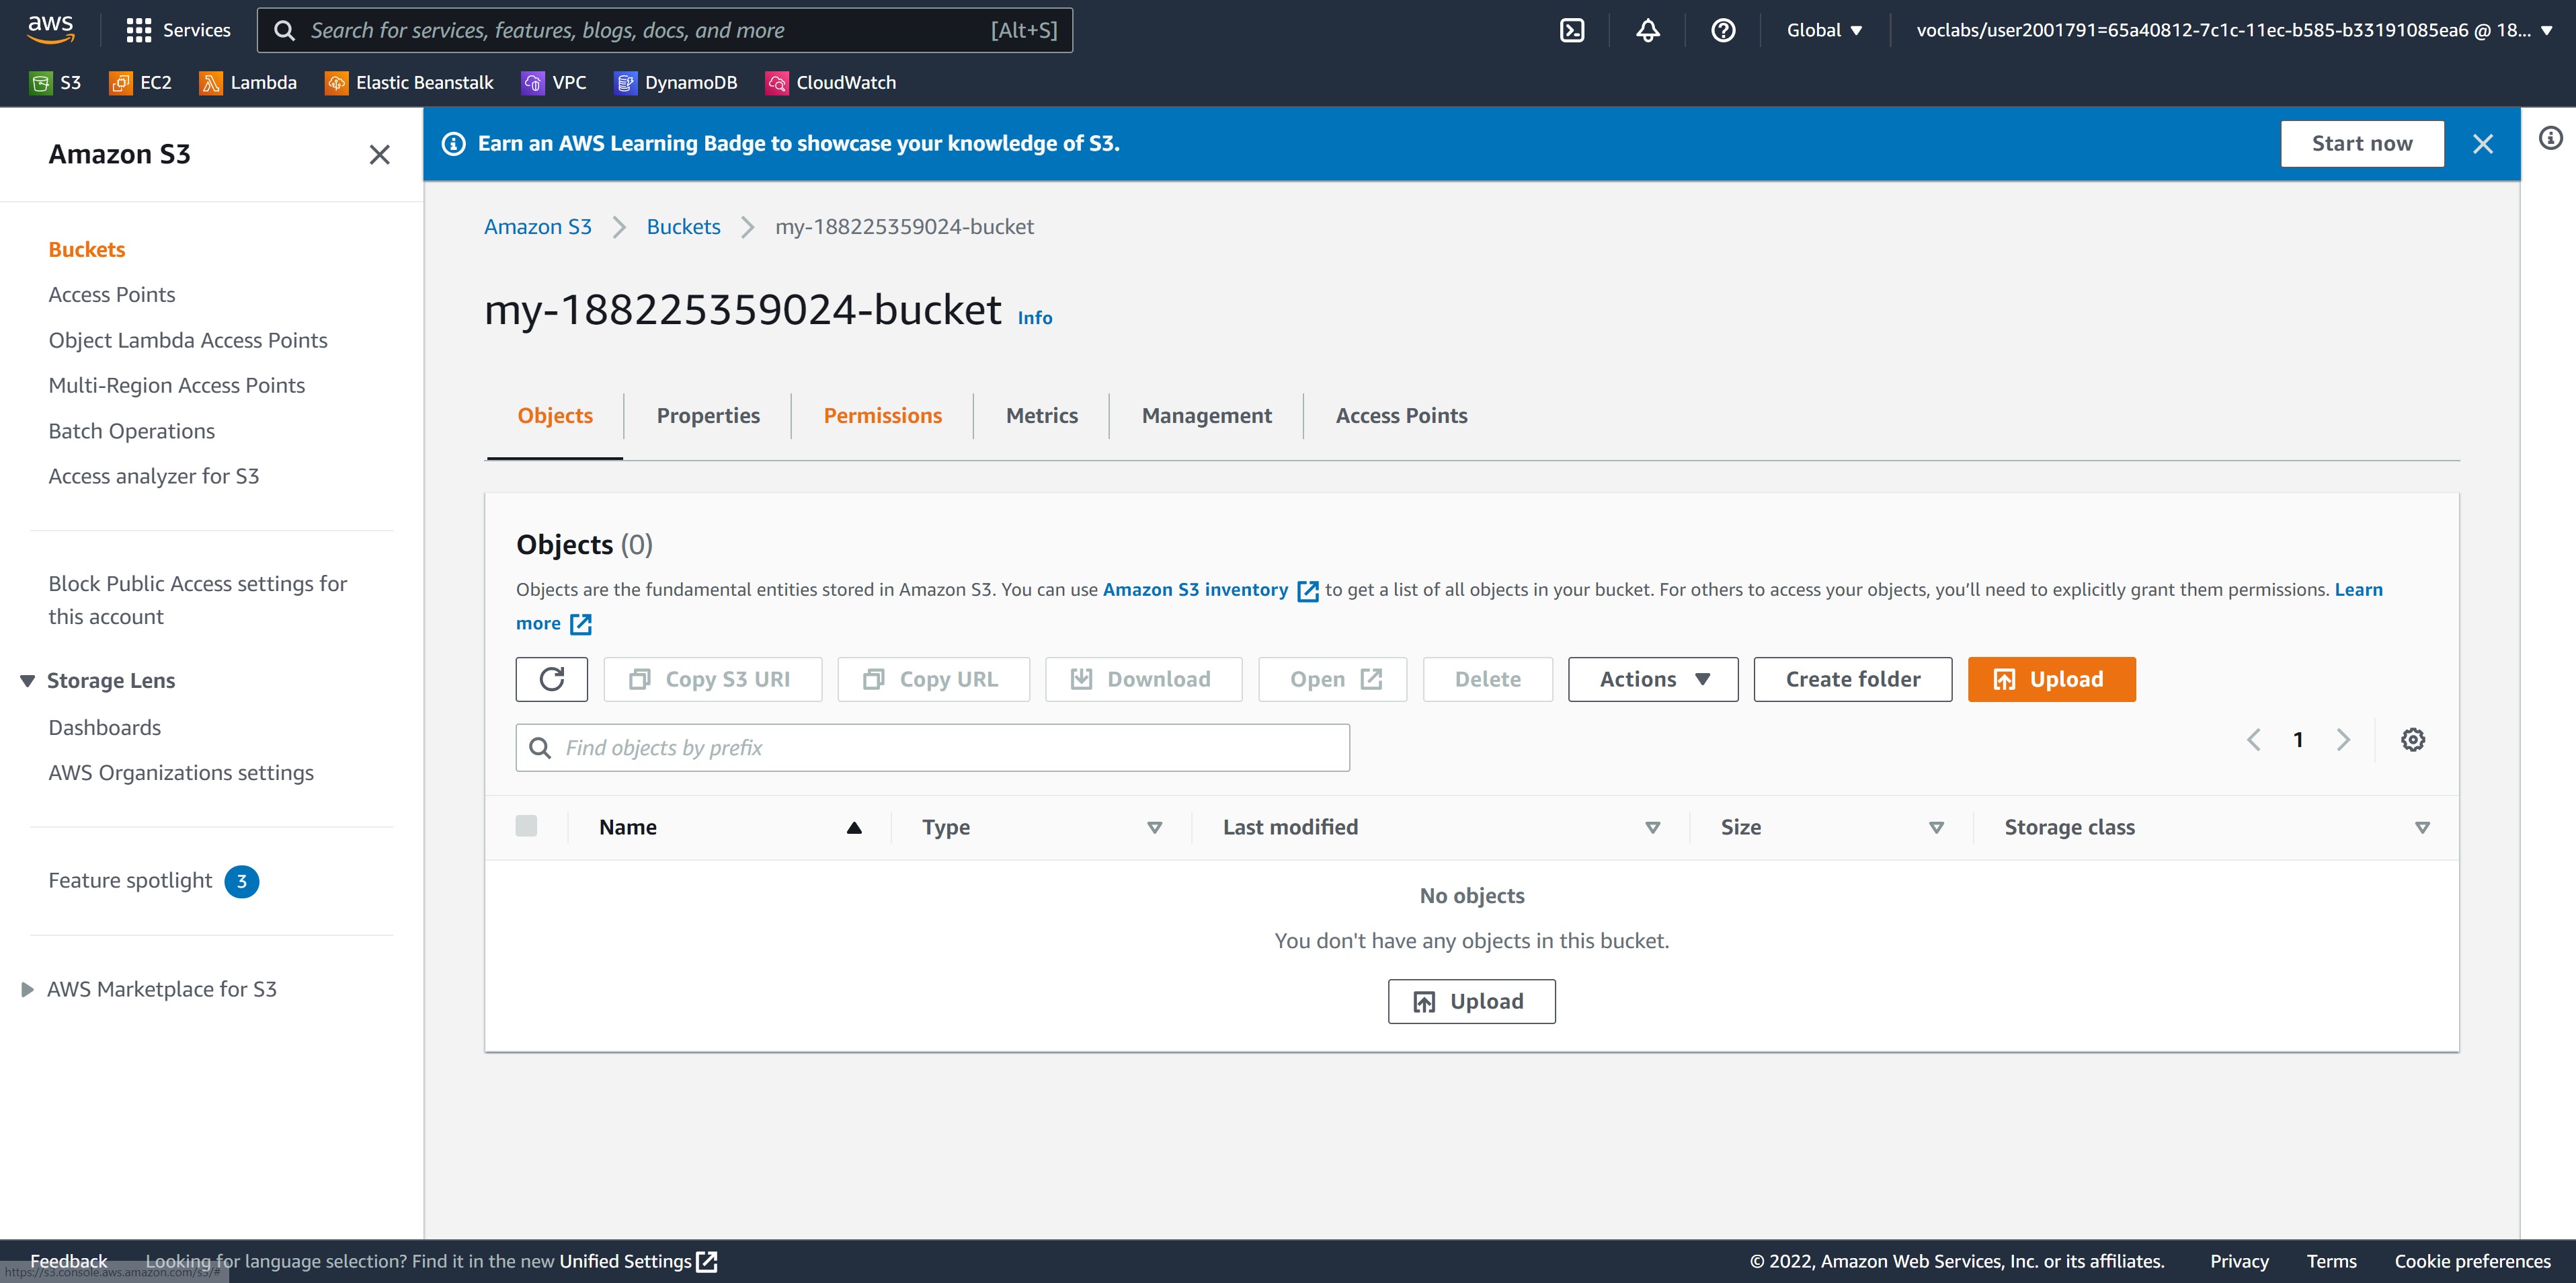 aws
Services
Search for services, features, blogs, docs, and more [Alt+S]
Global
voclabs/user2001791=65a40812-7c1c-11ec-b585-b33191085ea6 @ 18...
S3 EC2 Lambda Elastic Beanstalk VPC DynamoDB CloudWatch
Amazon S3
Buckets
Access Points
Object Lambda Access Points
Multi-Region Access Points
Batch Operations
Access analyzer for S3
Block Public Access settings for
this account
Storage Lens
Dashboards
AWS Organizations settings
Feature spotlight 3
AWS Marketplace for S3
Earn an AWS Learning Badge to showcase your knowledge of S3.
Start now
Amazon S3 Buckets my-188225359024-bucket
my-188225359024-bucket Info
Objects Properties Permissions Metrics Management Access Points
Objects (0)
Objects are the fundamental entities stored in Amazon S3. You can use Amazon S3 inventory to get a list of all objects in your bucket. For others to access your objects, you’ll need to explicitly grant them permissions. Learn
more
Copy S3 URI Copy URL Download Open Delete Actions Create folder Upload
Find objects by prefix
1
Name Type Last modified Size Storage class
No objects
You don't have any objects in this bucket.
Upload
Feedback Looking for language selection? Find it in the new Unified Settings
© 2022, Amazon Web Services, Inc. or its affiliates. Privacy Terms Cookie preferences
https://s3.console.aws.amazon.com/s3/#